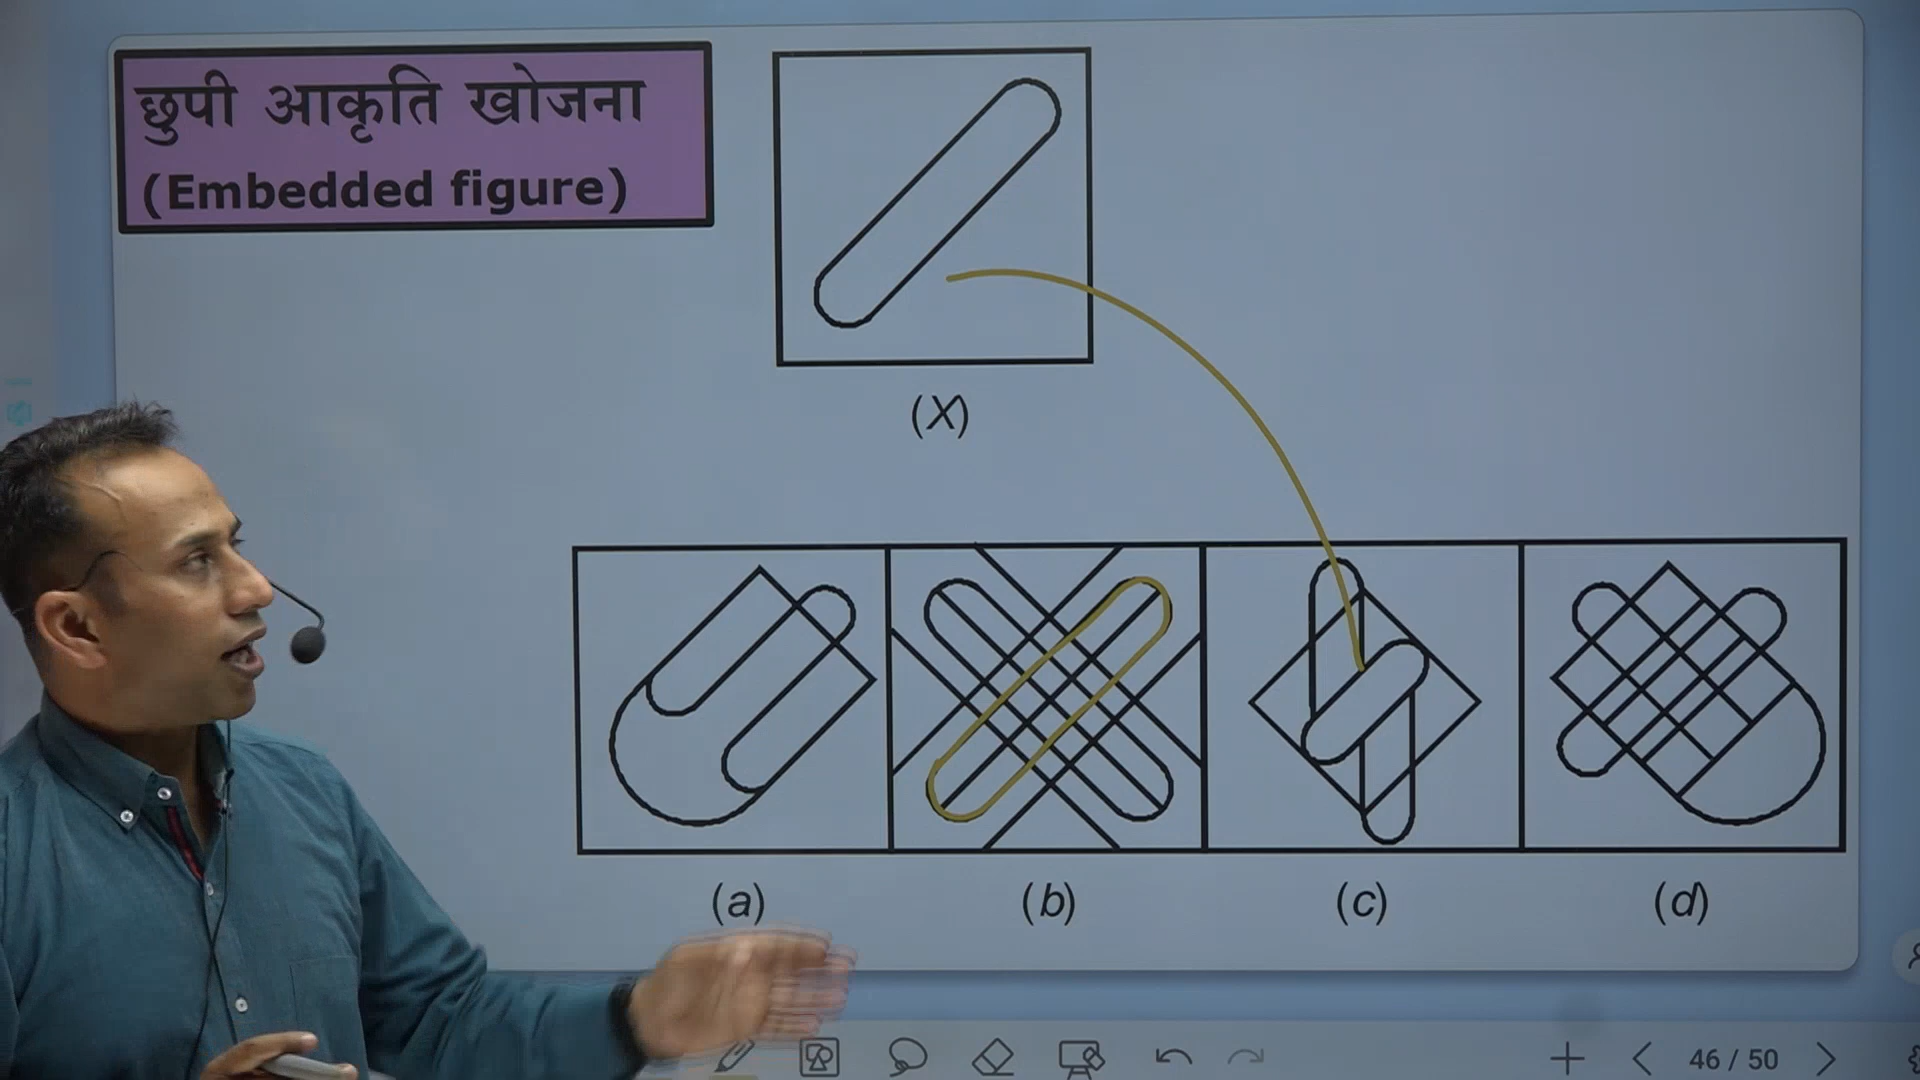 छुपी आकृति खोजना
(Embedded figure)
(X)
(a) (b) (c) (d)
46 / 50